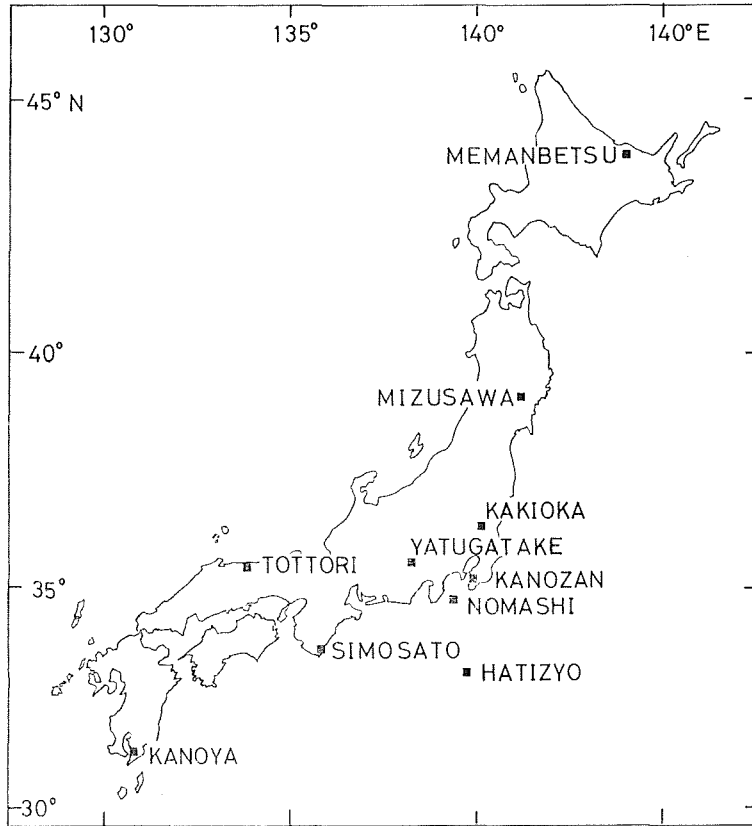 130°
135°
140°
140°E
45° N
MEMANBETSU
40°
MIZUSAWA
KAKIOKA
YATUGATAKE
TOTTORI
KANOZAN
35°
NOMASHI
SIMOSATO
HATIZYO
KANOYA
30°